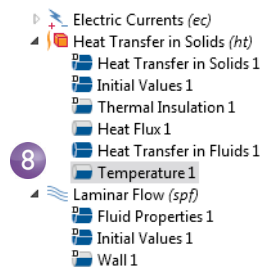 Electric Currents (ec)
Heat Transfer in Solids (ht)
D Heat Transfer in Solids 1
D Initial Values 1
D Thermal Insulation 1
Heat Flux 1
Heat Transfer in Fluids 1
8 Temperature 1
Laminar Flow (spf)
D Fluid Properties 1
D Initial Values 1
D Wall 1